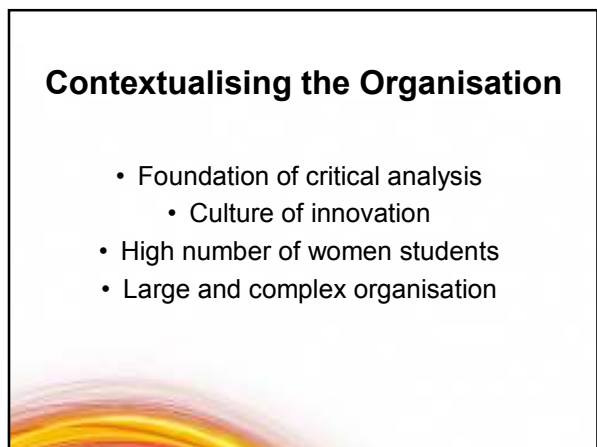 Contextualising the Organisation
• Foundation of critical analysis
• Culture of innovation
• High number of women students
• Large and complex organisation